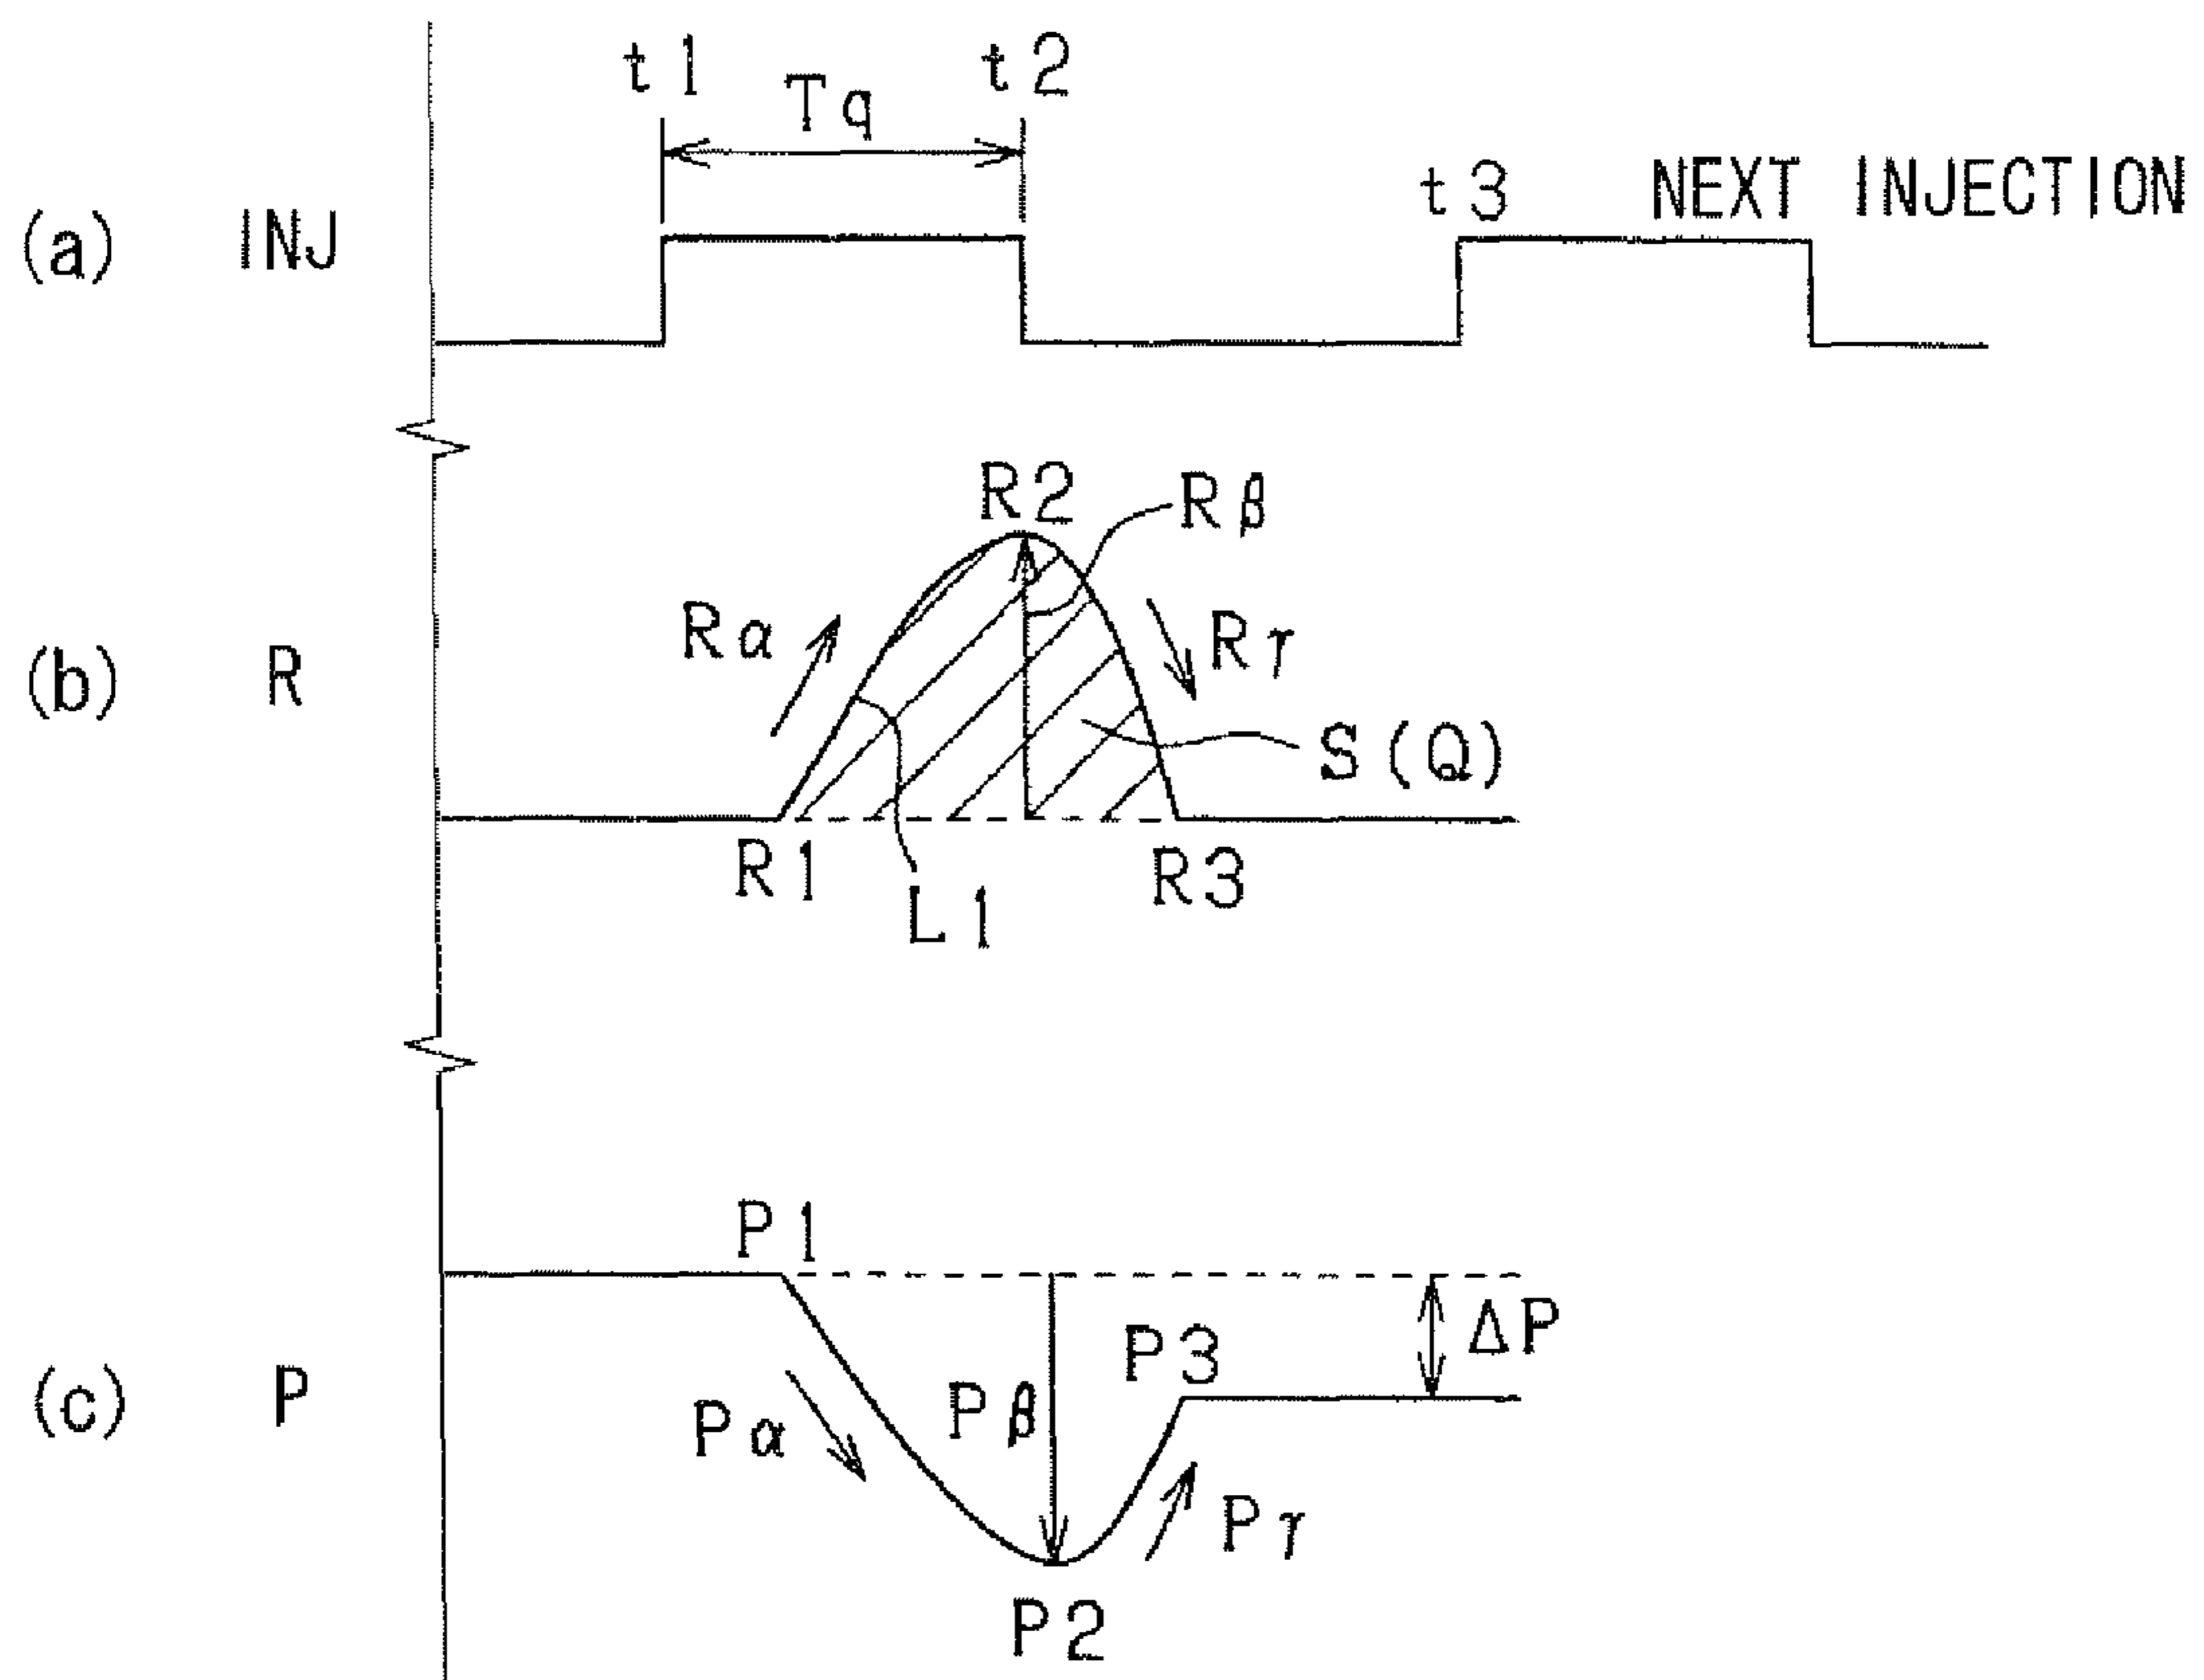 t1 Tq t2
(a) INJ t3 NEXT INJECTION
R2 Rβ
(b) R Rα Rγ
S(Q)
R1 R3
L1
P1
ΔP
P3
(c) P Pα Pβ
Pγ
P2